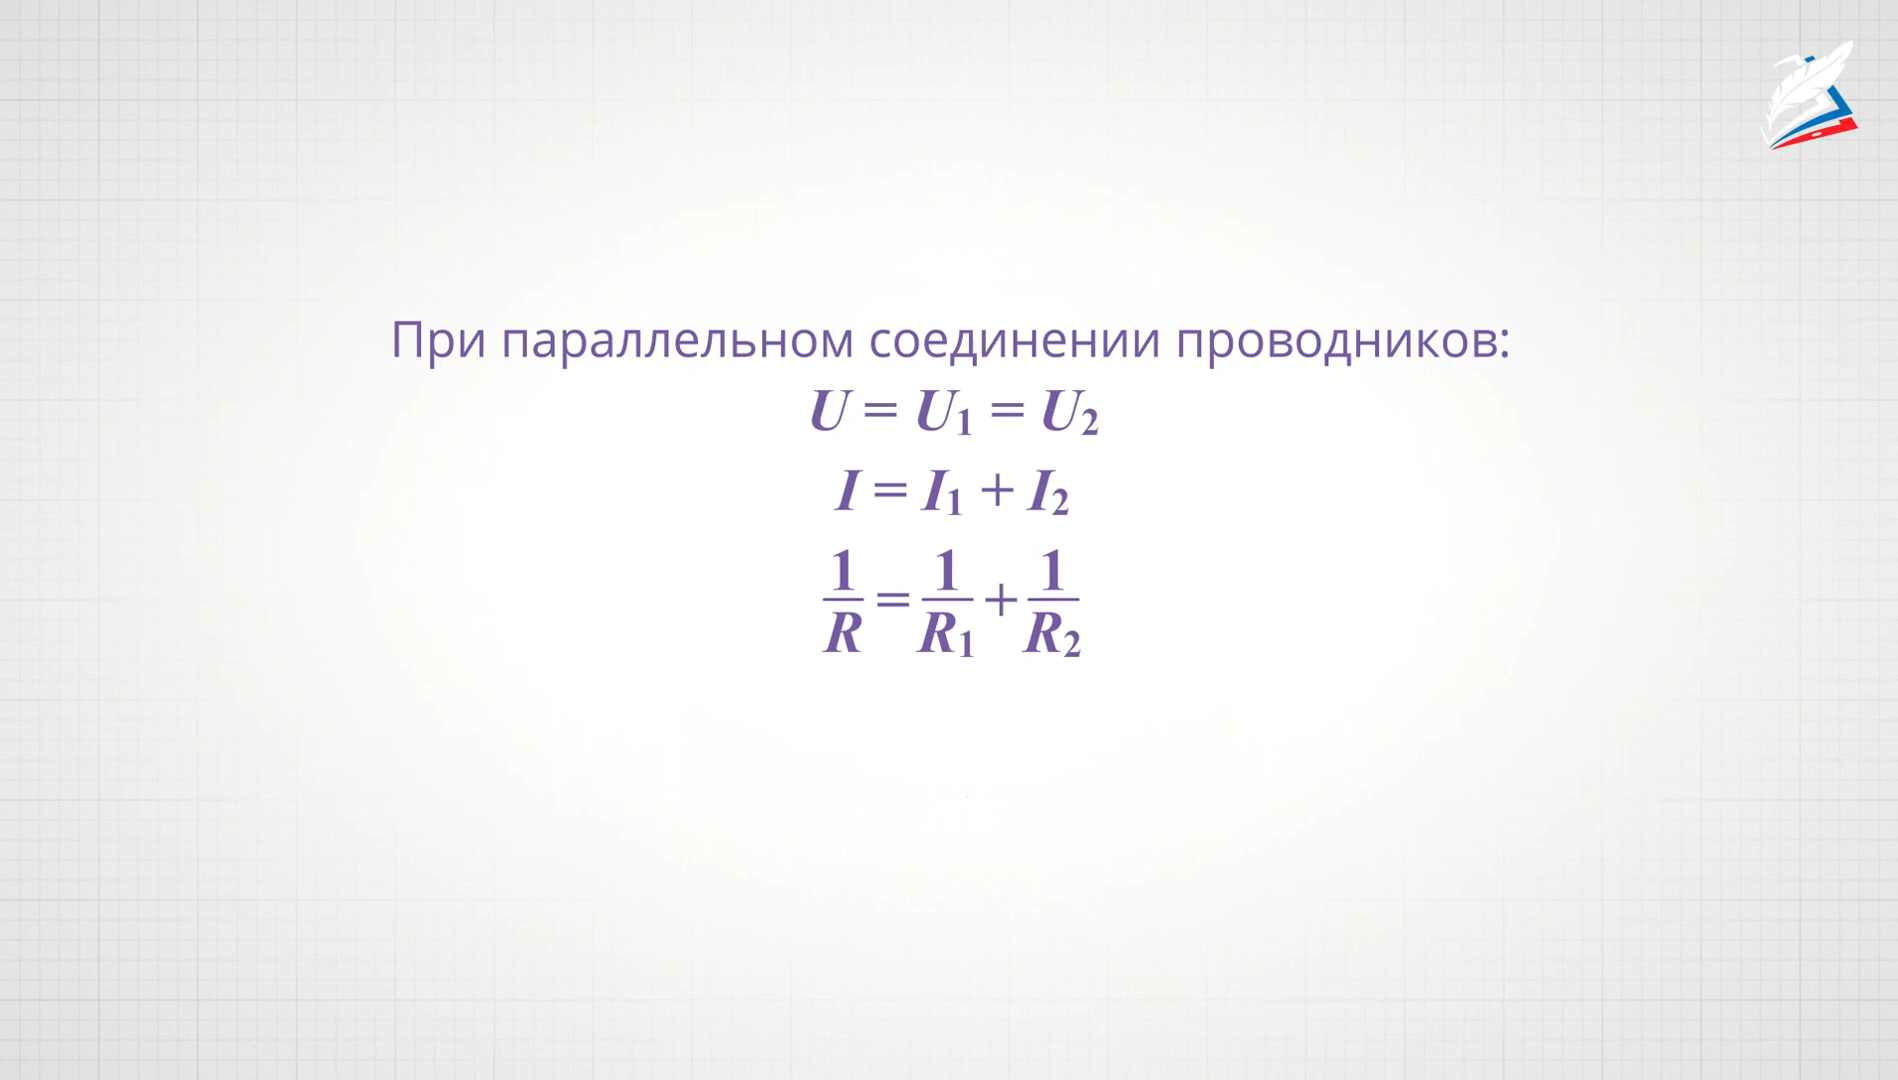 При параллельном соединении проводников:
U = U₁ = U₂
I = I₁ + I₂
1/R = 1/R₁ + 1/R₂